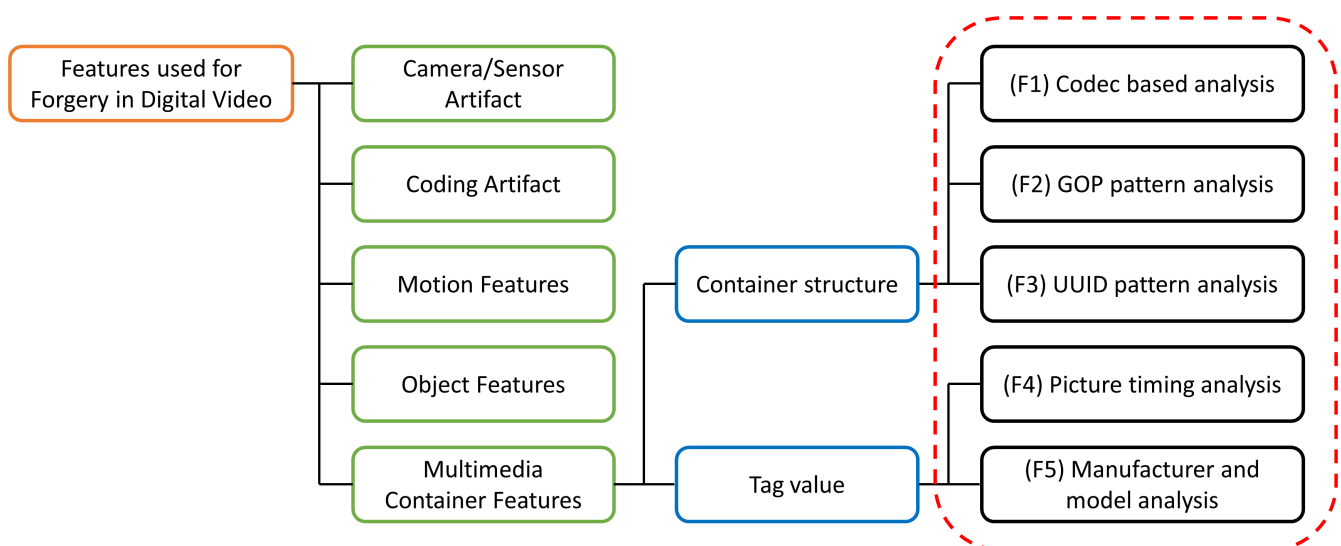 Features used for
Forgery in Digital Video
Camera/Sensor
Artifact
Coding Artifact
Motion Features
Object Features
Multimedia
Container Features
Container structure
Tag value
(F1) Codec based analysis
(F2) GOP pattern analysis
(F3) UUID pattern analysis
(F4) Picture timing analysis
(F5) Manufacturer and
model analysis